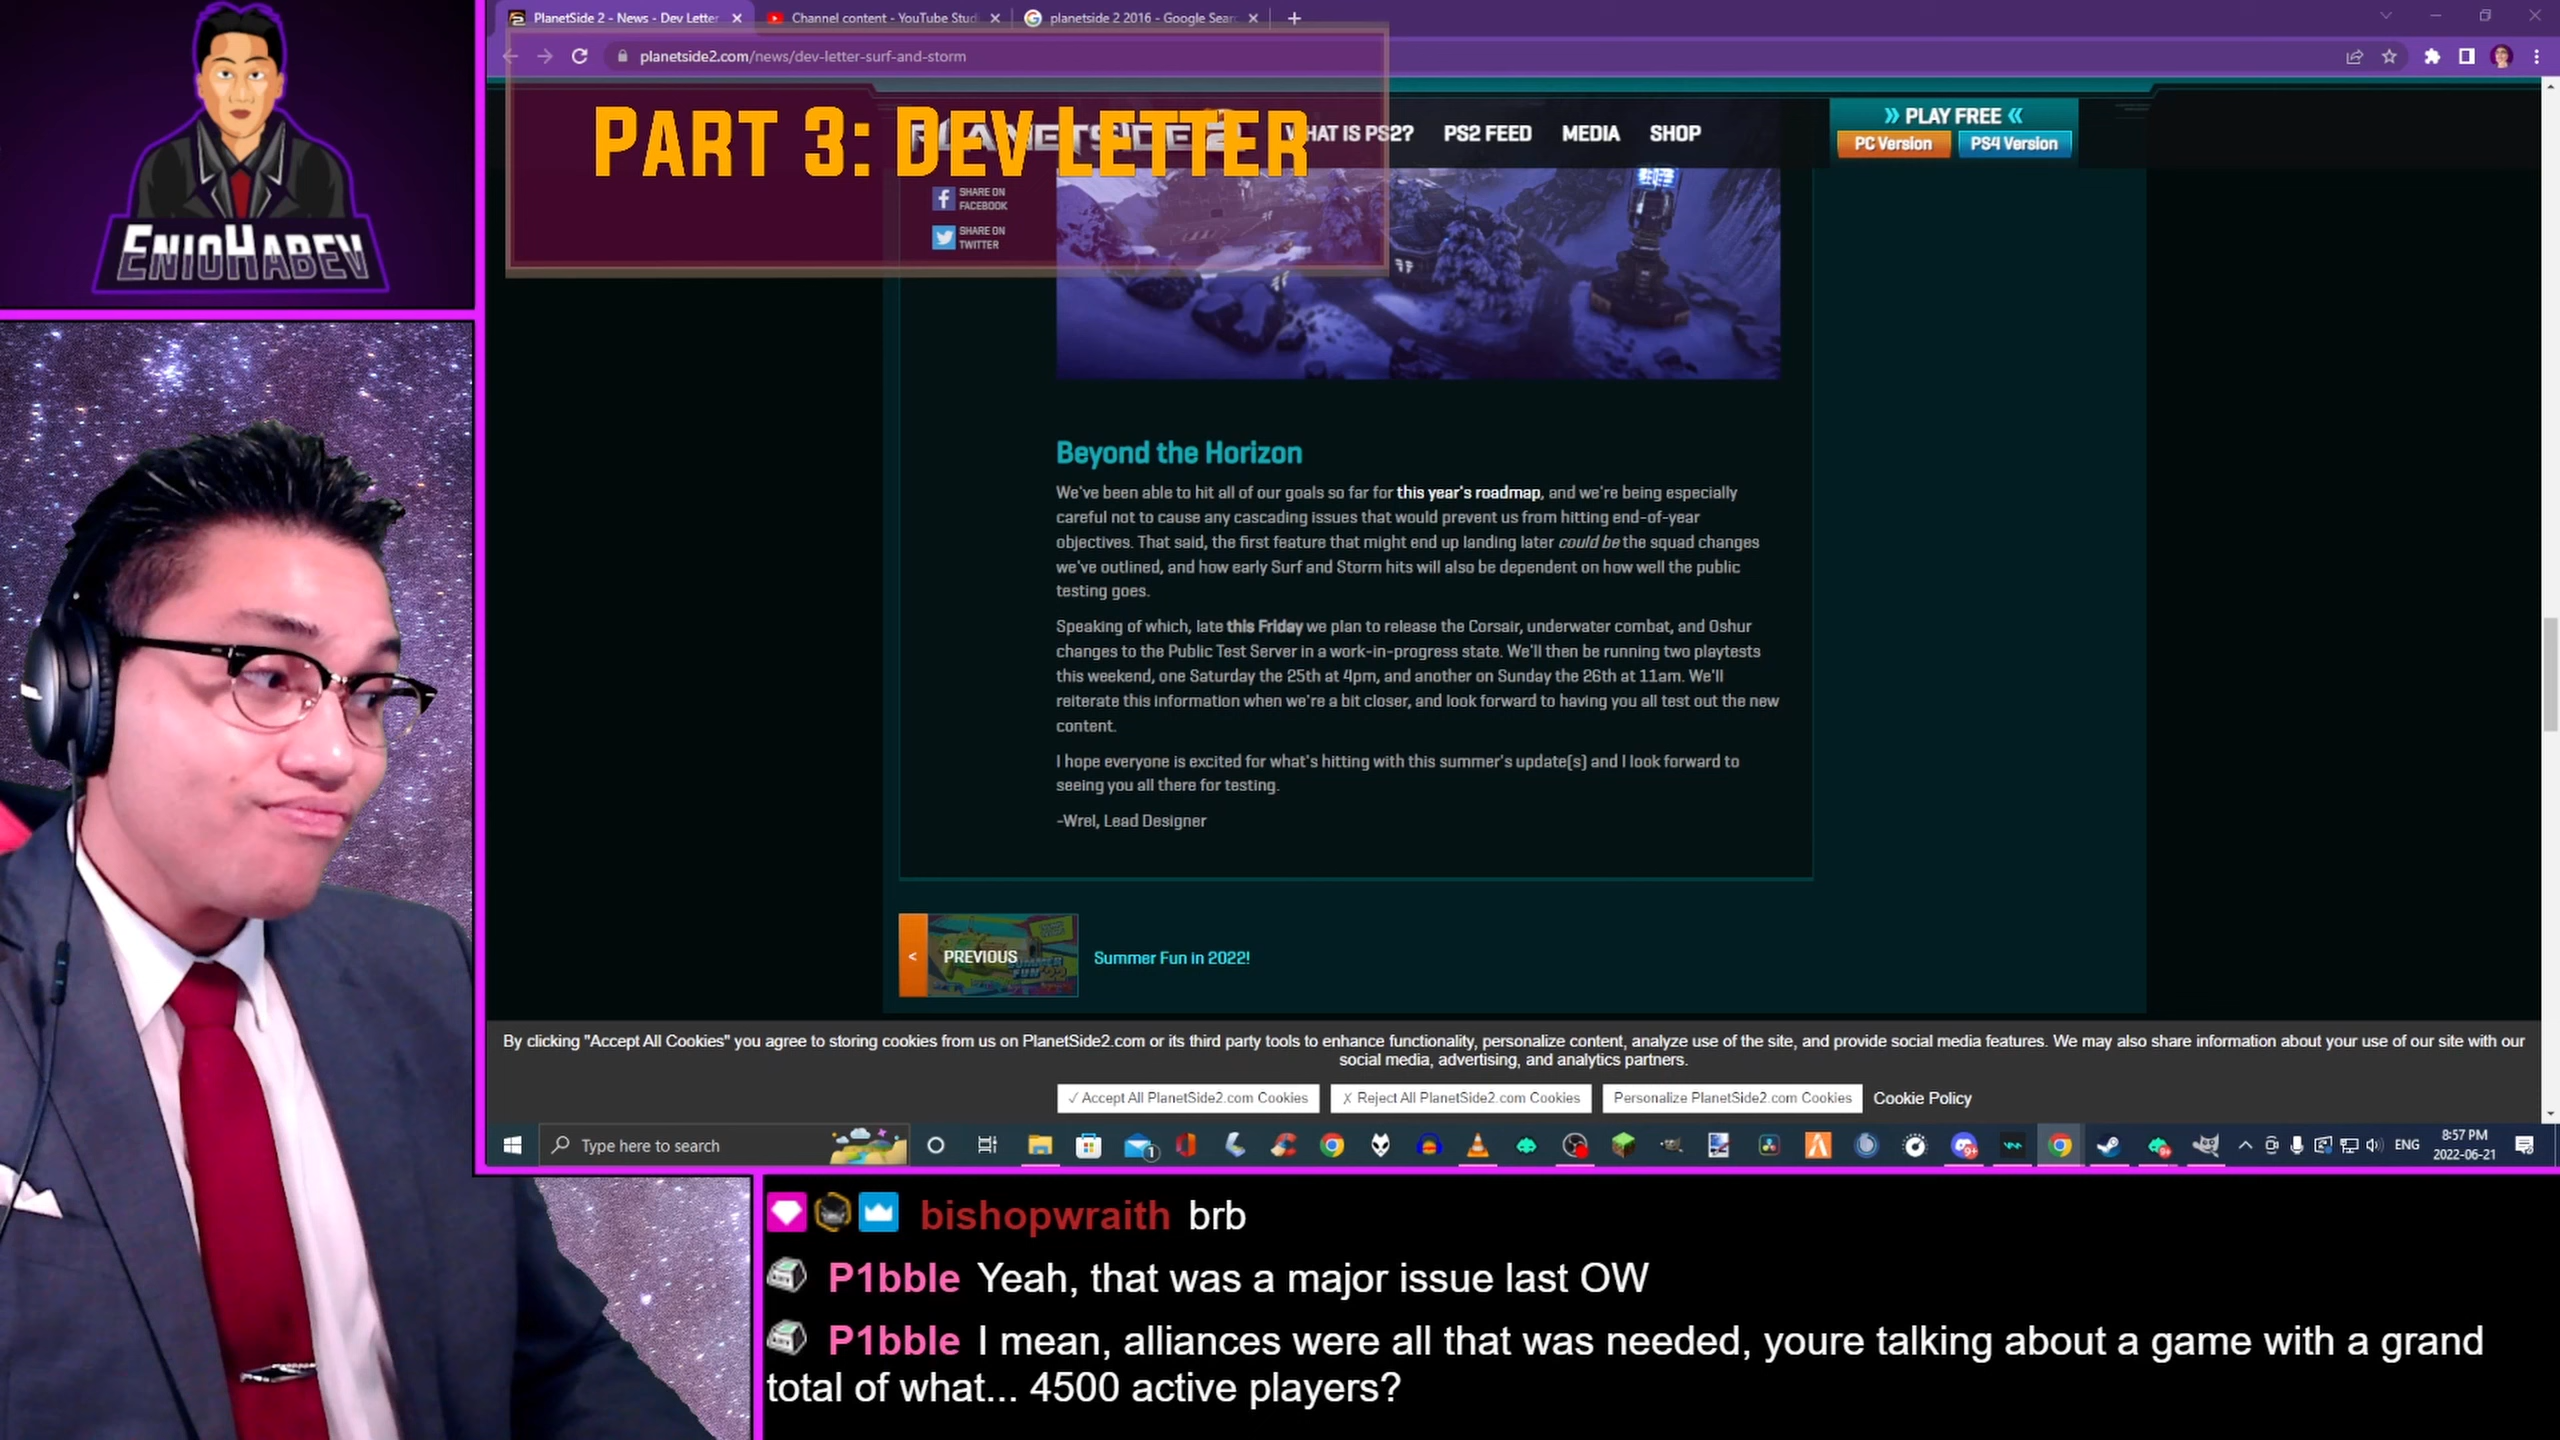 PlanetSide 2 - News - Dev Letter
Channel content - YouTube Stud
planetside 2 2016 - Google Sear
planetside2.com/news/dev-letter-surf-and-storm
PART 3: DEV LETTER
WHAT IS PS2?
PS2 FEED
MEDIA
SHOP
PLAY FREE
PC Version
PS4 Version
SHARE ON
FACEBOOK
SHARE ON
TWITTER
ENIOHABEV
Beyond the Horizon
We've been able to hit all of our goals so far for this year's roadmap, and we're being especially
careful not to cause any cascading issues that would prevent us from hitting end-of-year
objectives. That said, the first feature that might end up landing later could be the squad changes
we've outlined, and how early Surf and Storm hits will also be dependent on how well the public
testing goes.
Speaking of which, late this Friday we plan to release the Corsair, underwater combat, and Oshur
changes to the Public Test Server in a work-in-progress state. We'll then be running two playtests
this weekend, one Saturday the 25th at 4pm, and another on Sunday the 26th at 11am. We'll
reiterate this information when we're a bit closer, and look forward to having you all test out the new
content.
I hope everyone is excited for what's hitting with this summer's update(s) and I look forward to
seeing you all there for testing.
-Wrel, Lead Designer
< PREVIOUS
Summer Fun in 2022!
By clicking "Accept All Cookies" you agree to storing cookies from us on PlanetSide2.com or its third party tools to enhance functionality, personalize content, analyze use of the site, and provide social media features. We may also share information about your use of our site with our
social media, advertising, and analytics partners.
✓ Accept All PlanetSide2.com Cookies
X Reject All PlanetSide2.com Cookies
Personalize PlanetSide2.com Cookies
Cookie Policy
Type here to search
ENG
8:57 PM
2022-06-21
bishopwraith brb
P1bble Yeah, that was a major issue last OW
P1bble I mean, alliances were all that was needed, youre talking about a game with a grand
total of what... 4500 active players?